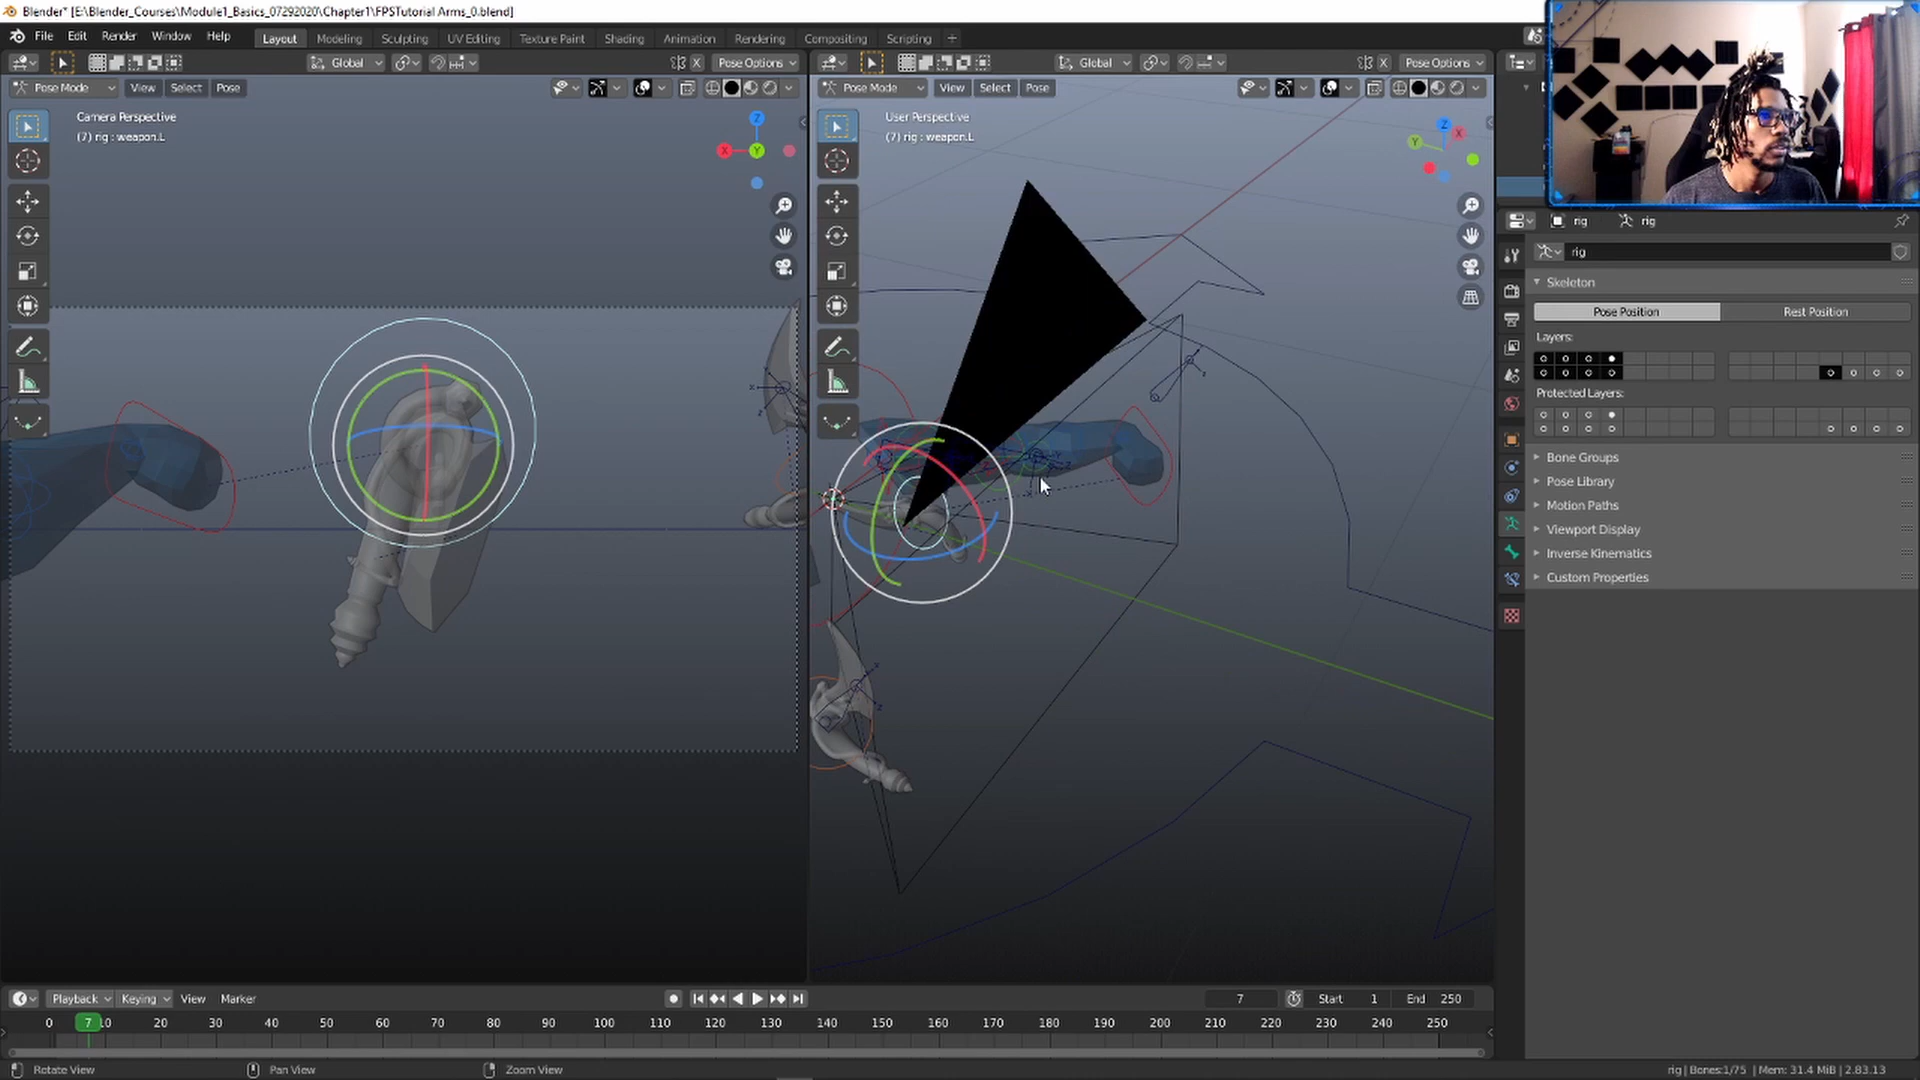 Blender* [E:\Blender_Courses\Module1_Basics_07292020\Chapter1\FPSTutorial Arms_0.blend]
File Edit Render Window Help Layout Modeling Sculpting UV Editing Texture Paint Shading Animation Rendering Compositing Scripting +
Global Pose Options Global Pose Options
Pose Mode View Select Pose Pose Mode View Select Pose
Camera Perspective
(7) rig : weapon.L
Z
X Y
User Perspective
(7) rig : weapon.L
Z
X
Y
rig rig
rig
Skeleton
Pose Position Rest Position
Layers:
Protected Layers:
Bone Groups
Pose Library
Motion Paths
Viewport Display
Inverse Kinematics
Custom Properties
Playback Keying View Marker 7 Start 1 End 250
0 7 10 20 30 40 50 60 70 80 90 100 110 120 130 140 150 160 170 180 190 200 210 220 230 240 250
Rotate View Pan View Zoom View rig | Bones:1/75 | Mem: 31.4 MiB | 2.83.13